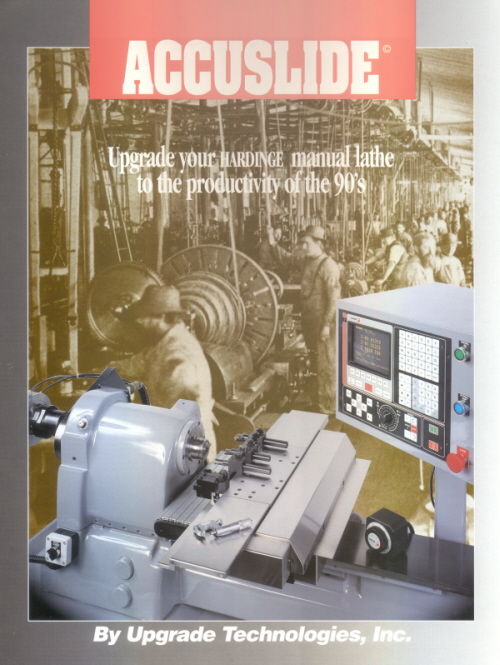 ACCUSLIDE©
Upgrade your HARDINGE manual lathe
to the productivity of the 90's
By Upgrade Technologies, Inc.